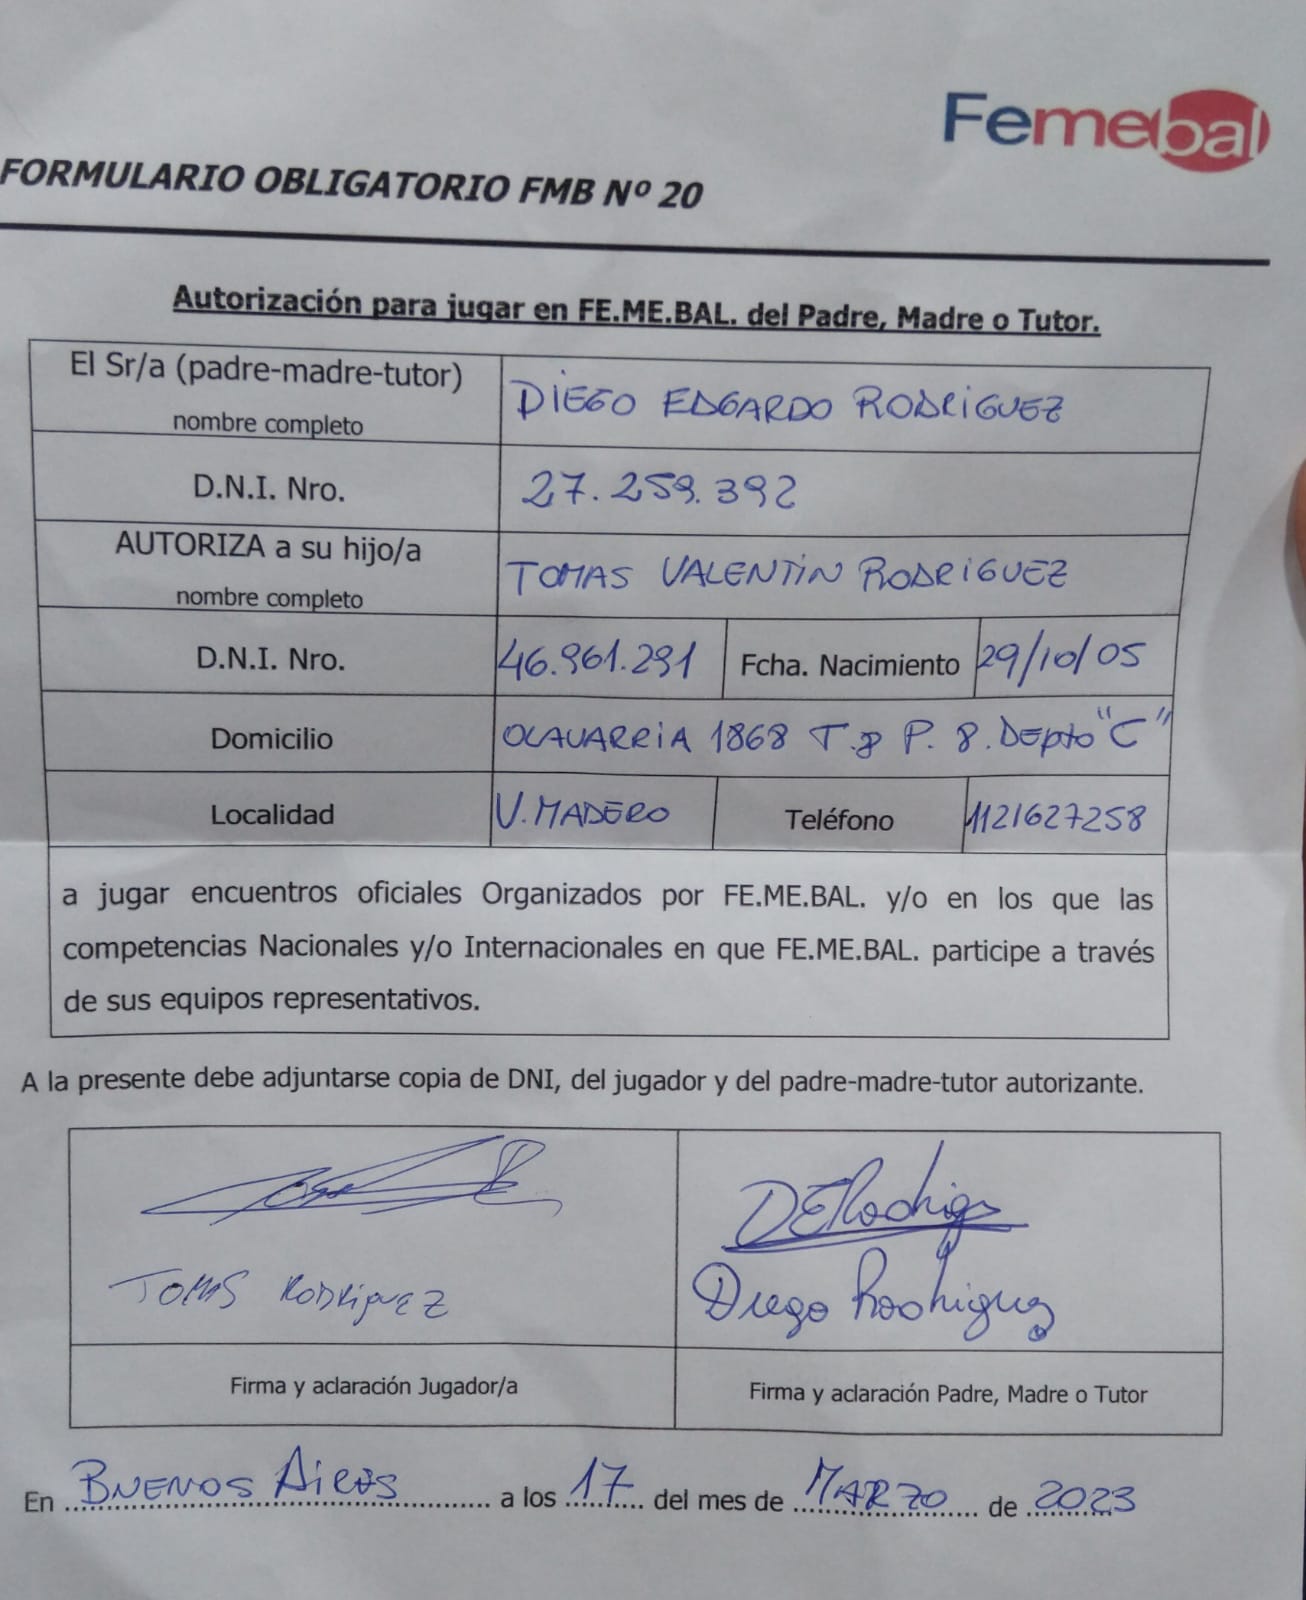 Femebal
FORMULARIO OBLIGATORIO FMB Nº 20
Autorización para jugar en FE.ME.BAL. del Padre, Madre o Tutor.
El Sr/a (padre-madre-tutor)
nombre completo
DIEGO EDGARDO RODRIGUEZ
D.N.I. Nro.
27.259.392
AUTORIZA a su hijo/a
nombre completo
TOMAS VALENTIN RODRIGUEZ
D.N.I. Nro.
46.961.291
Fcha. Nacimiento
29/10/05
Domicilio
OLAVARRIA 1868 T.8 P. 8. Depto "C"
Localidad
V. MADERO
Teléfono
1121627258
a jugar encuentros oficiales Organizados por FE.ME.BAL. y/o en los que las
competencias Nacionales y/o Internacionales en que FE.ME.BAL. participe a través
de sus equipos representativos.
A la presente debe adjuntarse copia de DNI, del jugador y del padre-madre-tutor autorizante.
TOMAS RODRIGUEZ
DERodrigz
Diego Rodriguez
Firma y aclaración Jugador/a
Firma y aclaración Padre, Madre o Tutor
En BUENOS AIRES a los 17 del mes de MARZO de 2023